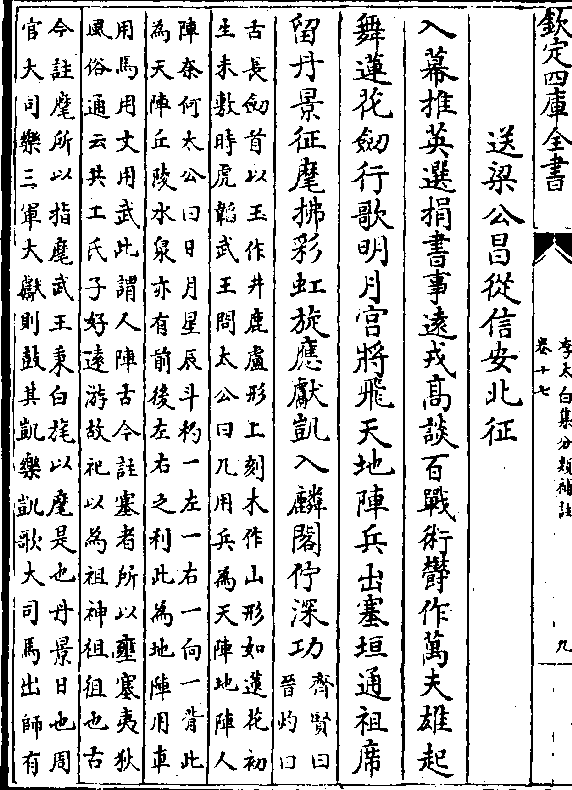 欽定四庫全書
李太白集分類補註
卷十七
九
送梁公昌從信安北征
入幕推英選捐書事遠戎高談百戰術鬱作萬夫雄起
舞蓮花劒行歌明月宮將飛天地陣兵出塞垣通祖席
留丹景征麾拂彩虹旋應獻凱入麟閣佇深功
齊賢曰
晉灼曰
古長劒首以玉作井鹿盧形上刻木作山形如蓮花初
生未敷時虎韜武王問太公曰凡用兵為天陣地陣人
陣奈何太公曰日月星辰斗杓一左一右一向一背此
為天陣丘陵水泉亦有前後左右之利此為地陣用車
用馬用文用武此謂人陣古今註塞者所以壅塞夷狄
風俗通云共工氏子好遠游故祀以為祖神徂徂也古
今註麾所以指麾武王秉白旄以麾是也丹景日也周
官大司樂三軍大獻則鼓其凱樂凱歌大司馬出師有